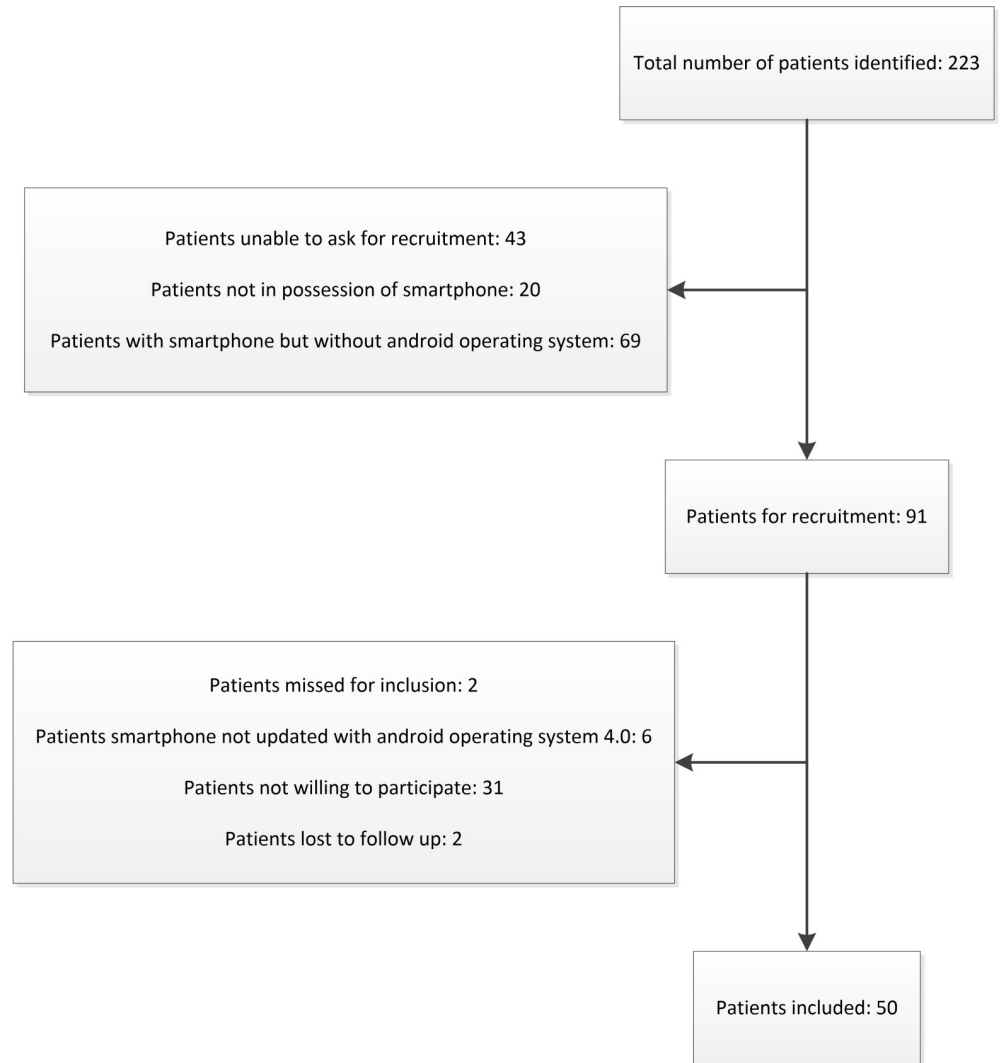 Total number of patients identified: 223
Patients unable to ask for recruitment: 43
Patients not in possession of smartphone: 20
Patients with smartphone but without android operating system: 69
Patients for recruitment: 91
Patients missed for inclusion: 2
Patients smartphone not updated with android operating system 4.0: 6
Patients not willing to participate: 31
Patients lost to follow up: 2
Patients included: 50